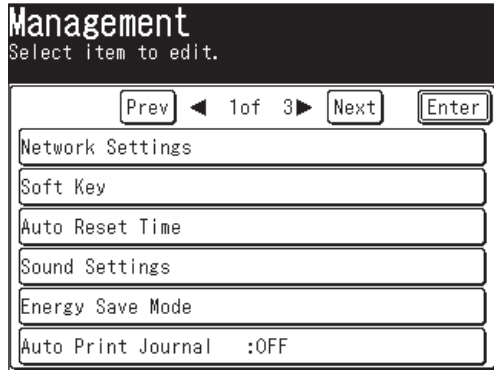 Management
Select item to edit.
Prev ◀ 1of 3▶ Next Enter
Network Settings
Soft Key
Auto Reset Time
Sound Settings
Energy Save Mode
Auto Print Journal :OFF